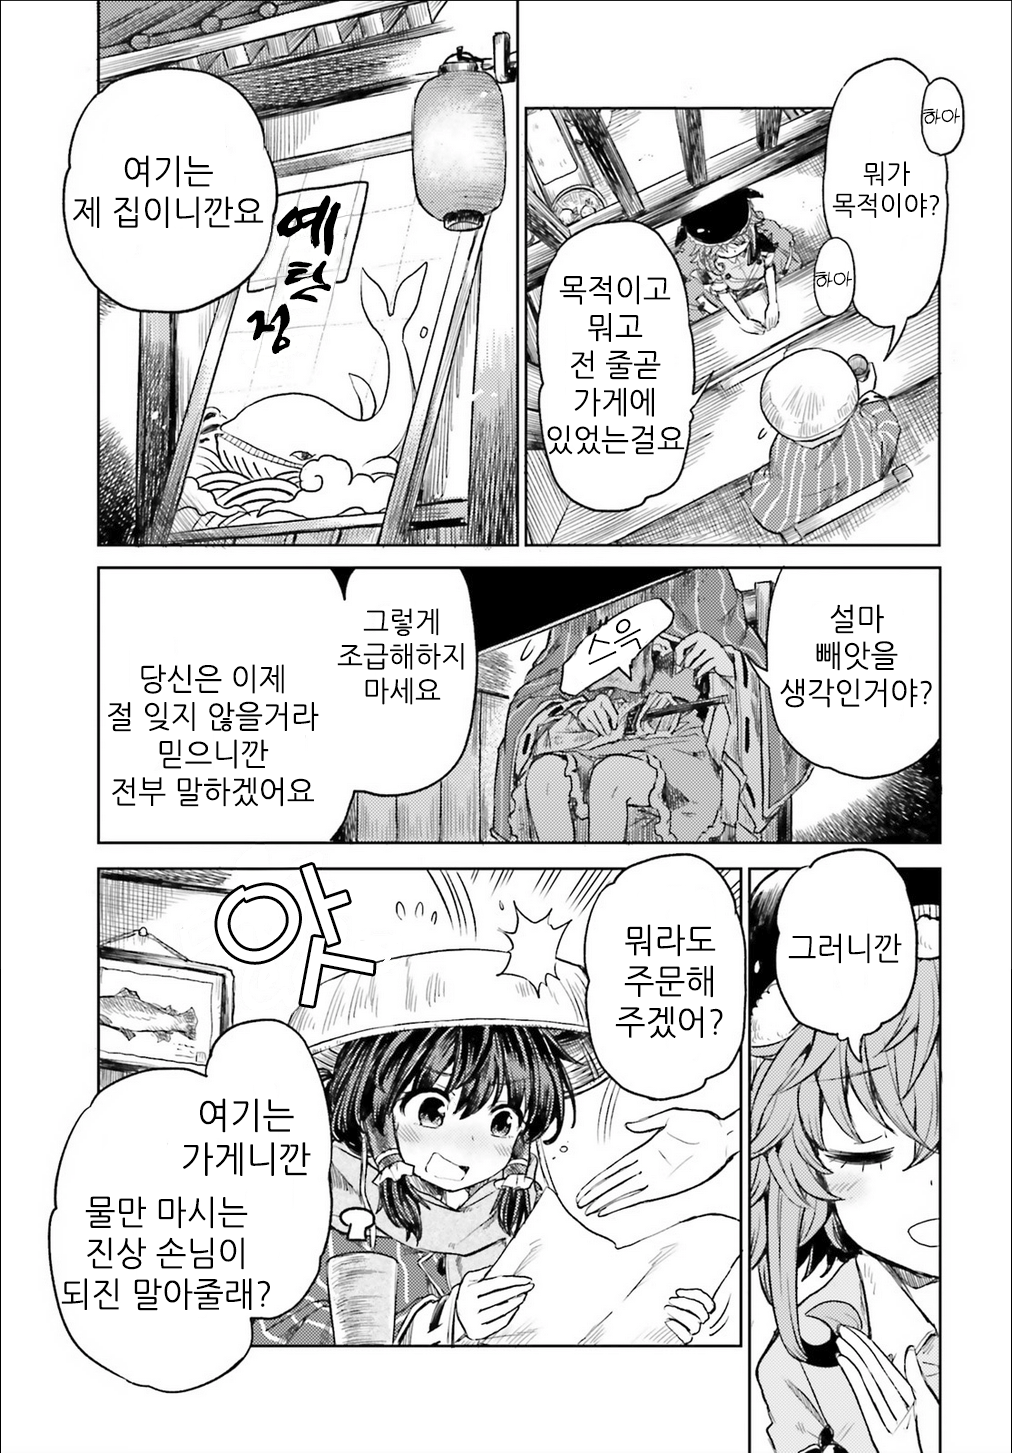 하아
뭐가
목적이야?
하아
목적이고
뭐고
전 줄곧
가게에
있었는걸요
여기는
제 집이니깐요
예
탄
정
설마
빼앗을
생각인거야?
스윽
그렇게
조급해하지
마세요
당신은 이제
절 잊지 않을거라
믿으니깐
전부 말하겠어요
그러니깐
뭐라도
주문해
주겠어?
앗
여기는
가게니깐
물만 마시는
진상 손님이
되진 말아줄래?